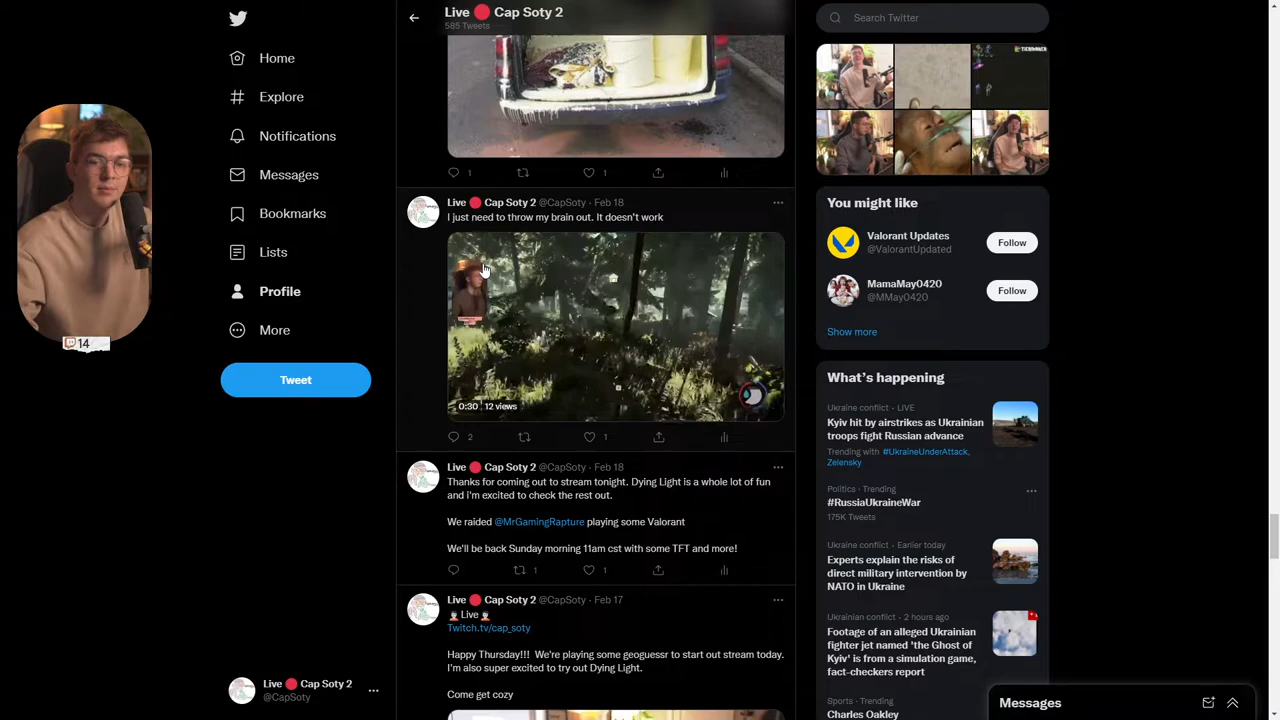 Live 🔴 Cap Soty 2
585 Tweets
Home
Explore
Notifications
Messages
Bookmarks
Lists
Profile
More
Tweet
14
Live 🔴 Cap Soty 2
@CapSoty
1
1
Live 🔴 Cap Soty 2 @CapSoty · Feb 18
I just need to throw my brain out. It doesn't work
0:30 12 views
2
1
Live 🔴 Cap Soty 2 @CapSoty · Feb 18
Thanks for coming out to stream tonight. Dying Light is a whole lot of fun
and i'm excited to check the rest out.
We raided @MrGamingRapture playing some Valorant
We'll be back Sunday morning 11am cst with some TFT and more!
1
1
Live 🔴 Cap Soty 2 @CapSoty · Feb 17
Live
Twitch.tv/cap_soty
Happy Thursday!!! We're playing some geoguessr to start out stream today.
I'm also super excited to try out Dying Light.
Come get cozy
Search Twitter
You might like
Valorant Updates
@ValorantUpdated
Follow
MamaMay0420
@MMay0420
Follow
Show more
What's happening
Ukraine conflict · LIVE
Kyiv hit by airstrikes as Ukrainian
troops fight Russian advance
Trending with #UkraineUnderAttack,
Zelensky
Politics · Trending
#RussiaUkraineWar
175K Tweets
Ukraine conflict · Earlier today
Experts explain the risks of
direct military intervention by
NATO in Ukraine
Ukrainian conflict · 2 hours ago
Footage of an alleged Ukrainian
fighter jet named 'the Ghost of
Kyiv' is from a simulation game,
fact-checkers report
Sports · Trending
Charles Oakley
Messages